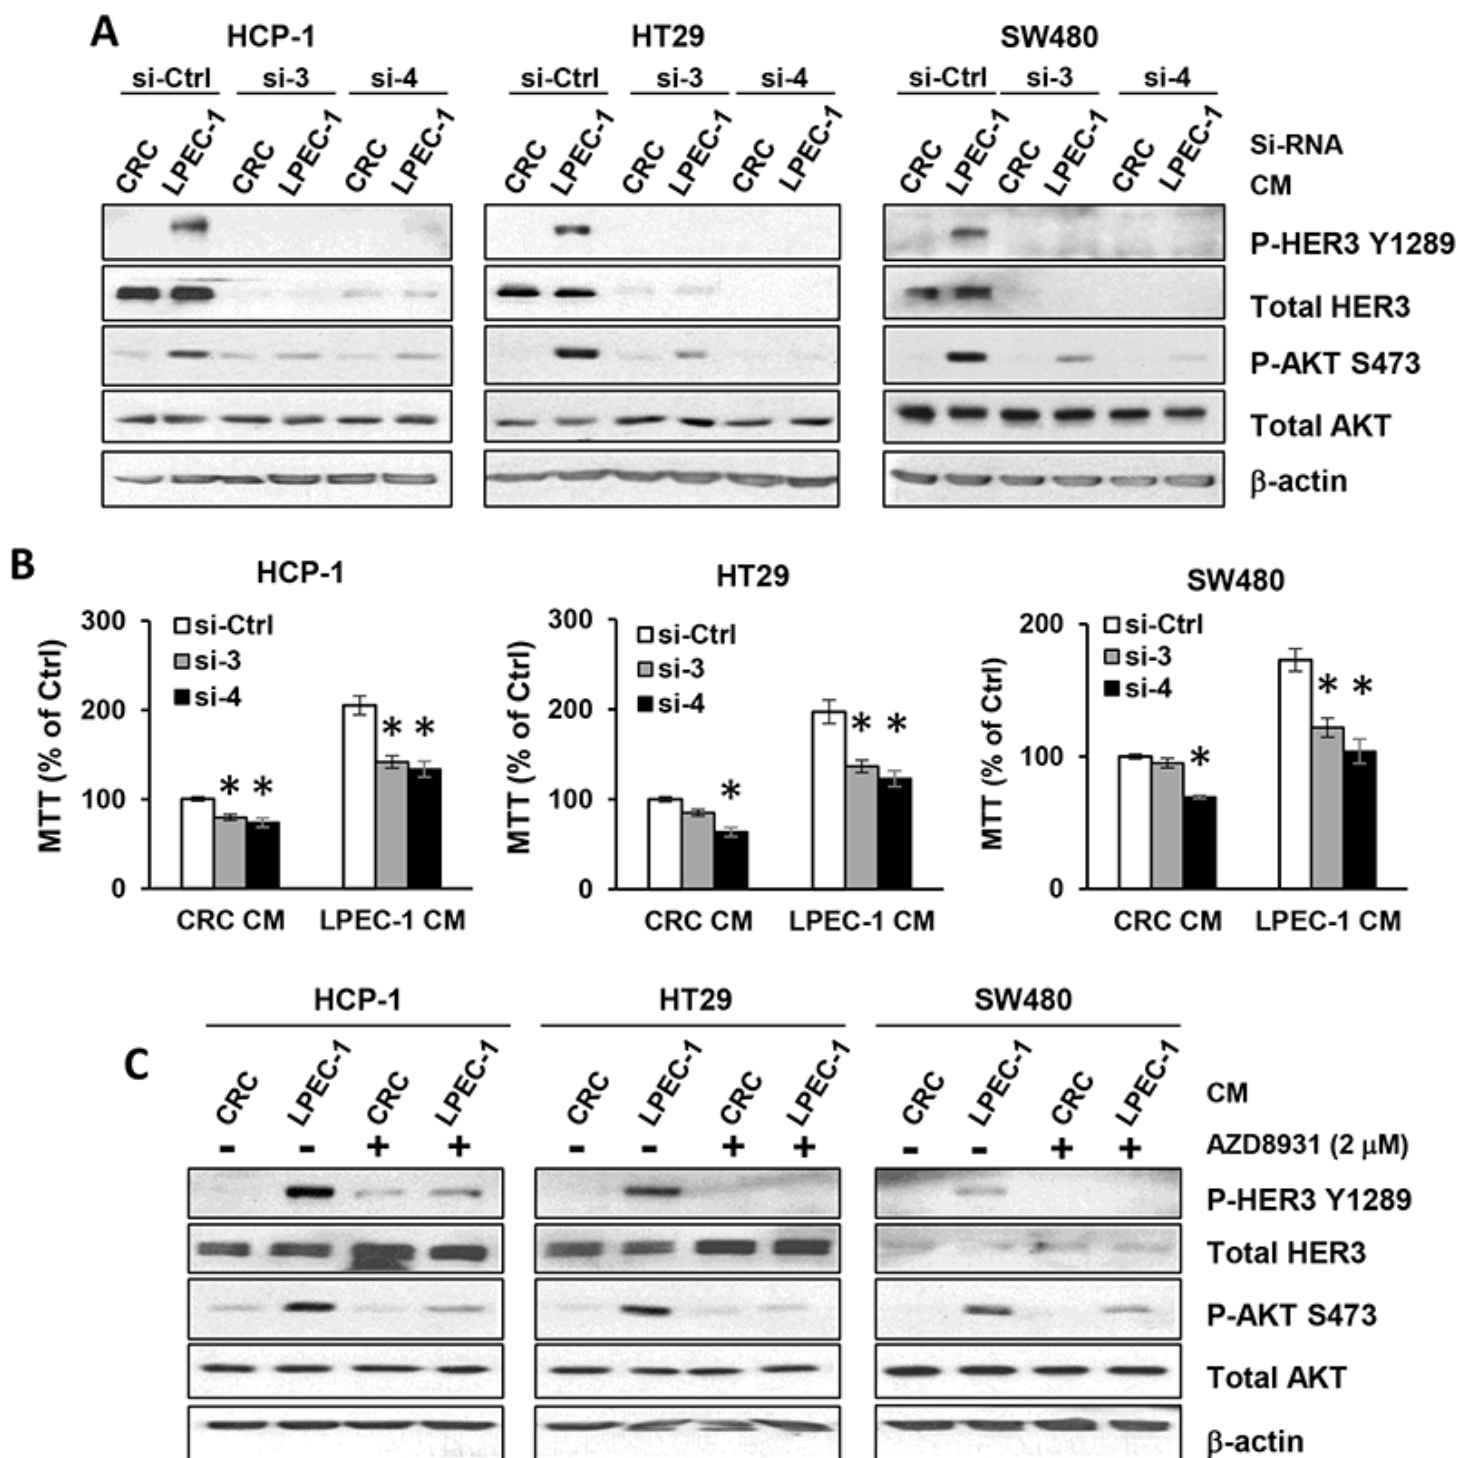 A
HCP-1 HT29 SW480
si-Ctrl si-3 si-4 si-Ctrl si-3 si-4 si-Ctrl si-3 si-4
Si-RNA
CRC LPEC-1 CRC LPEC-1 CRC LPEC-1 CRC LPEC-1 CRC LPEC-1 CRC LPEC-1 CRC LPEC-1 CRC LPEC-1 CRC LPEC-1 CM
P-HER3 Y1289
Total HER3
P-AKT S473
Total AKT
β-actin
B
HCP-1
MTT (% of Ctrl)
300
200
100
0
si-Ctrl
si-3
si-4
* * * *
CRC CM LPEC-1 CM
HT29
MTT (% of Ctrl)
300
200
100
0
si-Ctrl
si-3
si-4
* * *
CRC CM LPEC-1 CM
SW480
MTT (% of Ctrl)
200
100
0
si-Ctrl
si-3
si-4
* * *
CRC CM LPEC-1 CM
C
HCP-1 HT29 SW480
CRC LPEC-1 CRC LPEC-1 CRC LPEC-1 CRC LPEC-1 CRC LPEC-1 CRC LPEC-1 CM
- - + + - - + + - - + + AZD8931 (2 μM)
P-HER3 Y1289
Total HER3
P-AKT S473
Total AKT
β-actin